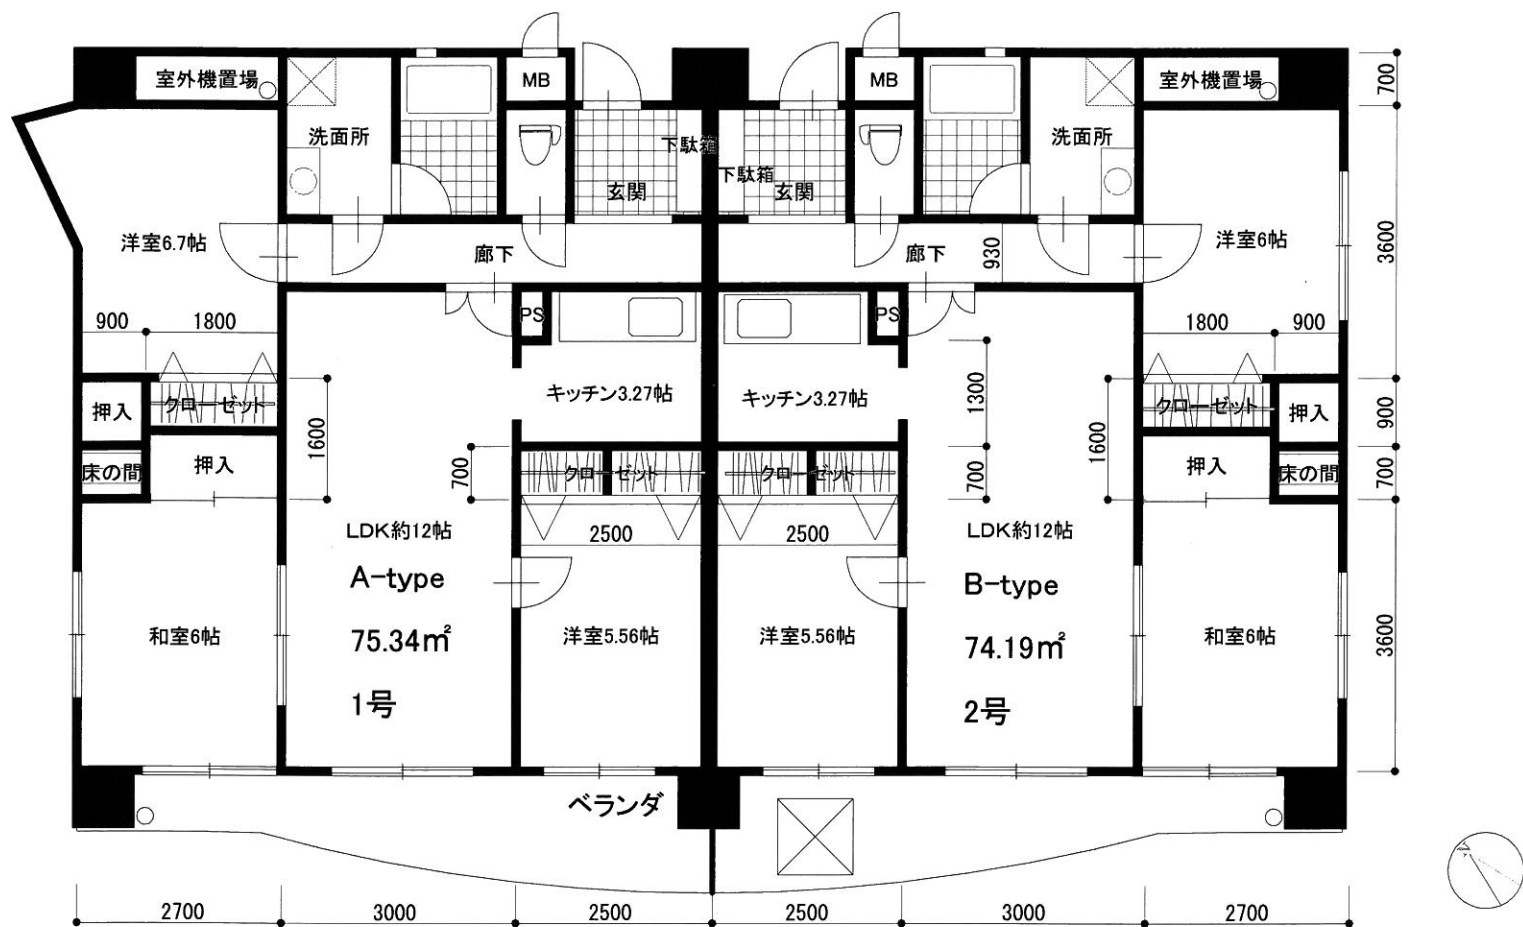 室外機置場
MB
MB
室外機置場
700
洗面所
下駄箱
玄関
下駄箱
玄関
洗面所
洋室6.7帖
廊下
廊下
930
洋室6帖
3600
900
1800
PS
PS
1800
900
押入
クローゼット
1600
キッチン3.27帖
キッチン3.27帖
1300
1600
クローゼット
押入
900
床の間
押入
700
クローゼット
クローゼット
700
押入
床の間
700
LDK約12帖
2500
2500
LDK約12帖
A-type
B-type
和室6帖
75.34㎡
洋室5.56帖
洋室5.56帖
74.19㎡
和室6帖
3600
1号
2号
ベランダ
2700
3000
2500
2500
3000
2700